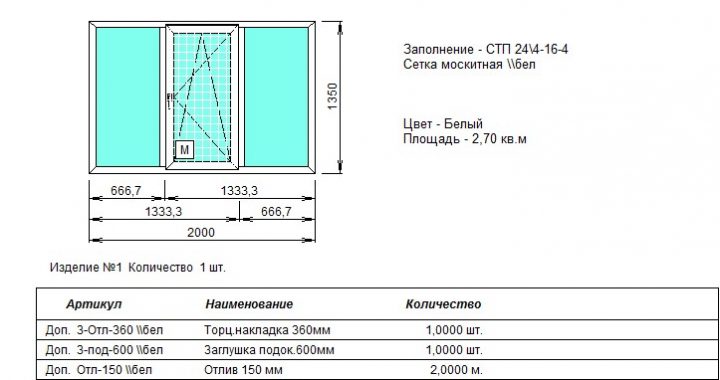 Заполнение - СТП 24\4-16-4
Сетка москитная \\бел
1350
Цвет - Белый
Площадь - 2,70 кв.м
М
666,7 1333,3
1333,3 666,7
2000
Изделие №1 Количество 1 шт.
Артикул Наименование Количество
Доп. 3-Отл-360 \\бел Торц.накладка 360мм 1,0000 шт.
Доп. 3-под-600 \\бел Заглушка подок.600мм 1,0000 шт.
Доп. Отл-150 \\бел Отлив 150 мм 2,0000 м.